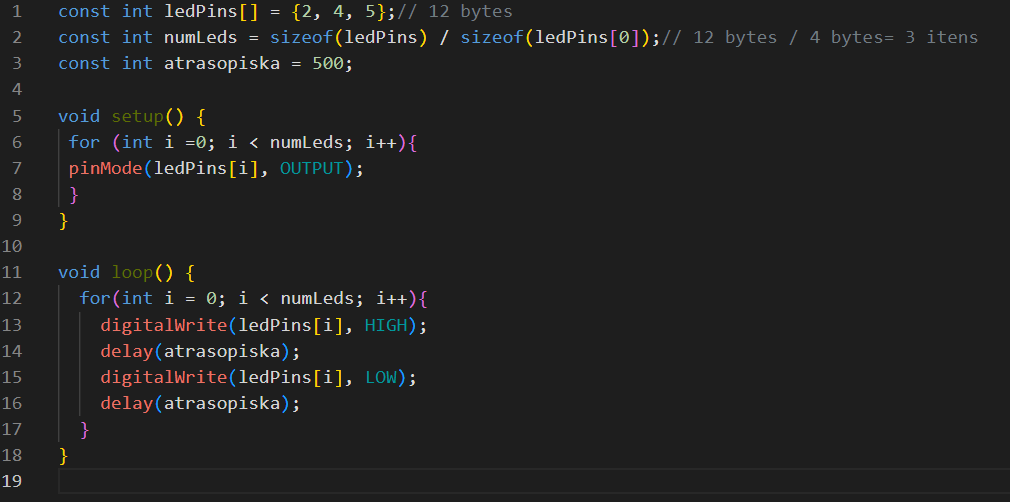 1 const int ledPins[] = {2, 4, 5};// 12 bytes
2 const int numLeds = sizeof(ledPins) / sizeof(ledPins[0]);// 12 bytes / 4 bytes= 3 itens
3 const int atrasopiska = 500;
4
5 void setup() {
6 for (int i =0; i < numLeds; i++){
7 pinMode(ledPins[i], OUTPUT);
8 }
9 }
10
11 void loop() {
12 for(int i = 0; i < numLeds; i++){
13 digitalWrite(ledPins[i], HIGH);
14 delay(atrasopiska);
15 digitalWrite(ledPins[i], LOW);
16 delay(atrasopiska);
17 }
18 }
19